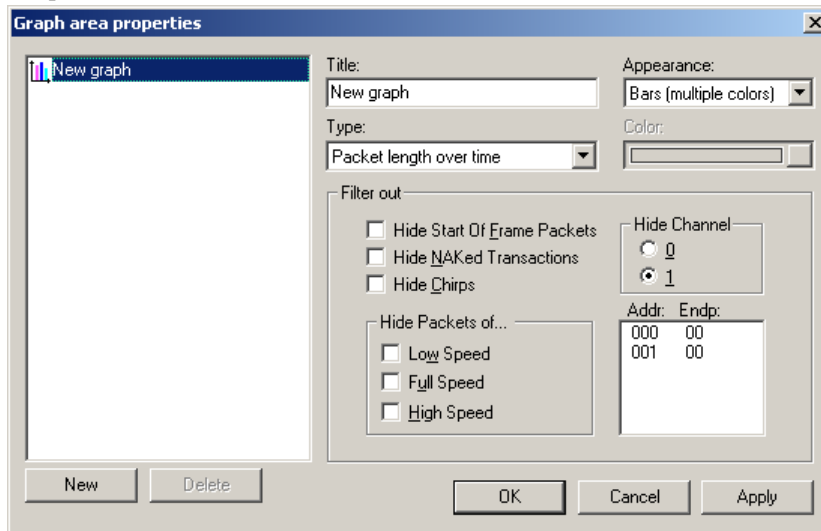 Graph area properties
New graph
Title:
New graph
Appearance:
Bars (multiple colors)
Type:
Packet length over time
Color:
Filter out
Hide Start Of Frame Packets
Hide NAKed Transactions
Hide Chirps
Hide Channel
0
1
Hide Packets of...
Low Speed
Full Speed
High Speed
Addr: Endp:
000 00
001 00
New
Delete
OK
Cancel
Apply